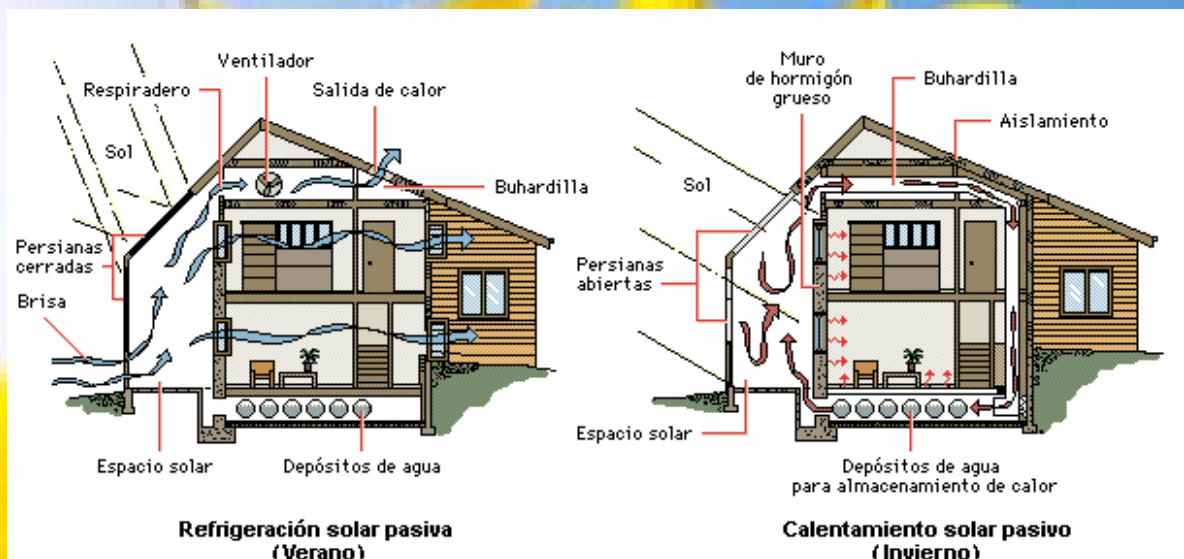 Ventilador
Respiradero
Salida de calor
Sol
Buhardilla
Persianas
cerradas
Brisa
Espacio solar
Depósitos de agua
Refrigeración solar pasiva
(Verano)
Muro
de hormigón
grueso
Buhardilla
Aislamiento
Sol
Persianas
abiertas
Espacio solar
Depósitos de agua
para almacenamiento de calor
Calentamiento solar pasivo
(Invierno)